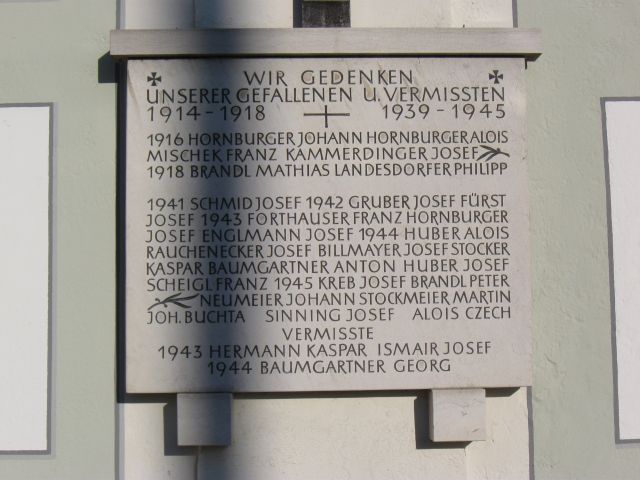 WIR GEDENKEN
UNSERER GEFALLENEN U. VERMISSTEN
1914-1918 1939-1945
1916 HORNBURGER JOHANN HORNBURGER ALOIS
MISCHEK FRANZ KAMMERDINGER JOSEF
1918 BRANDL MATHIAS LANDESDORFER PHILIPP
1941 SCHMID JOSEF 1942 GRUBER JOSEF FÜRST
JOSEF 1943 FORTHAUSER FRANZ HORNBURGER
JOSEF ENGLMANN JOSEF 1944 HUBER ALOIS
RAUCHENECKER JOSEF BILLMAYER JOSEF STOCKER
KASPAR BAUMGARTNER ANTON HUBER JOSEF
SCHEIGL FRANZ 1945 KREB JOSEF BRANDL PETER
NEUMEIER JOHANN STOCKMEIER MARTIN
JOH. BUCHTA SINNING JOSEF ALOIS CZECH
VERMISSTE
1943 HERMANN KASPAR ISMAIR JOSEF
1944 BAUMGARTNER GEORG